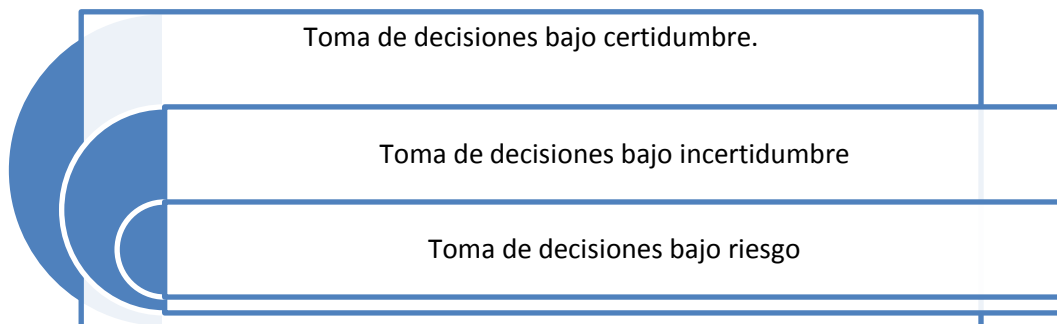 Toma de decisiones bajo certidumbre.
Toma de decisiones bajo incertidumbre
Toma de decisiones bajo riesgo